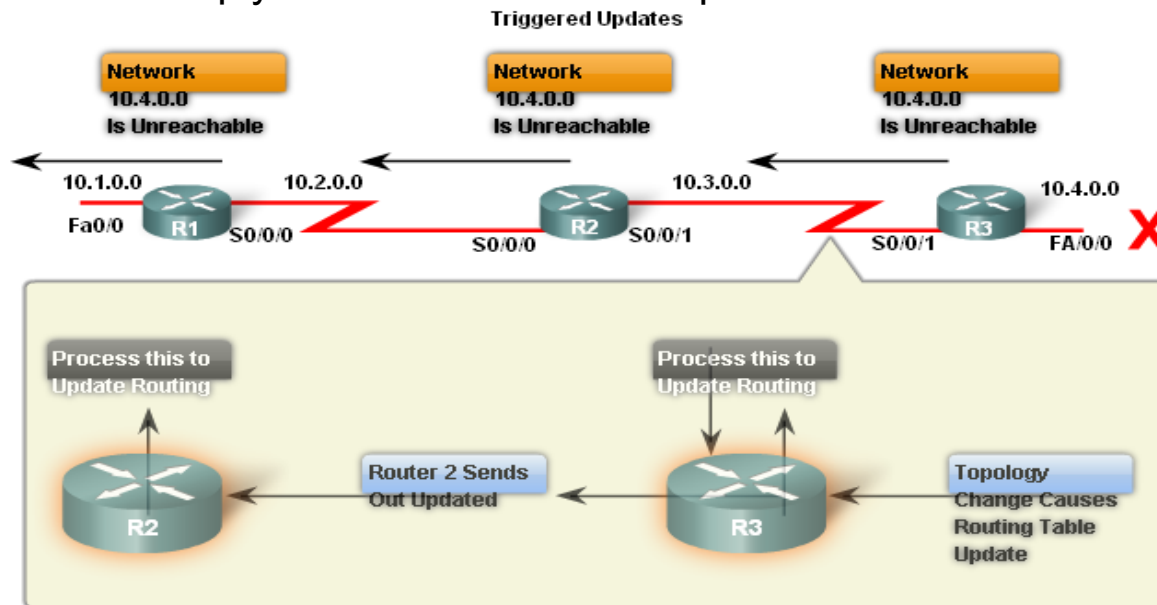 Triggered Updates
Network
10.4.0.0
Is Unreachable
Network
10.4.0.0
Is Unreachable
Network
10.4.0.0
Is Unreachable
10.1.0.0
10.2.0.0
10.3.0.0
10.4.0.0
Fa0/0
R1
S0/0/0
S0/0/0
R2
S0/0/1
S0/0/1
R3
FA/0/0
X
Process this to
Update Routing
Process this to
Update Routing
Router 2 Sends
Out Updated
Topology
Change Causes
Routing Table
Update
R2
R3